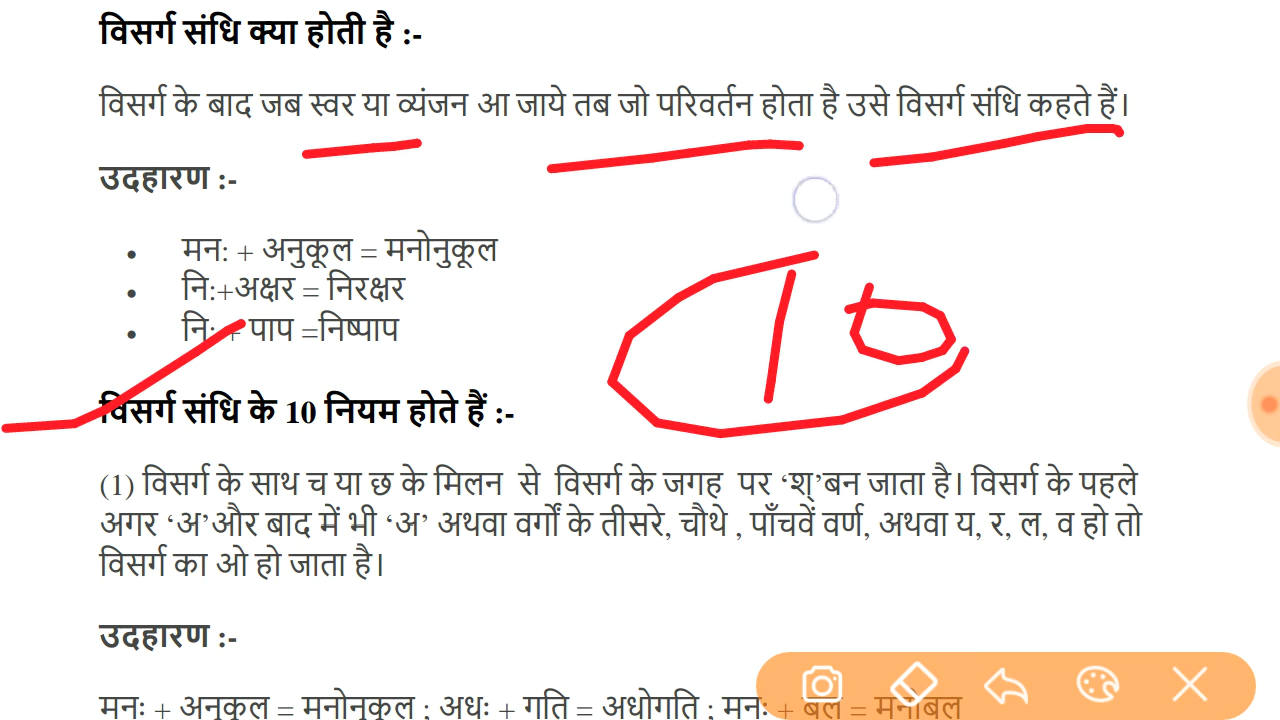 विसर्ग संधि क्या होती है :-
विसर्ग के बाद जब स्वर या व्यंजन आ जाये तब जो परिवर्तन होता है उसे विसर्ग संधि कहते हैं।
उदहारण :-
• मन: + अनुकूल = मनोनुकूल
• नि:+अक्षर = निरक्षर
• नि: + पाप =निष्पाप
10
विसर्ग संधि के 10 नियम होते हैं :-
(1) विसर्ग के साथ च या छ के मिलन से विसर्ग के जगह पर ‘श्’बन जाता है। विसर्ग के पहले
अगर ‘अ’और बाद में भी ‘अ’ अथवा वर्गों के तीसरे, चौथे , पाँचवें वर्ण, अथवा य, र, ल, व हो तो
विसर्ग का ओ हो जाता है।
उदहारण :-
मनः + अनुकूल = मनोनुकूल ; अधः + गति = अधोगति ; मनः + बल = मनोबल